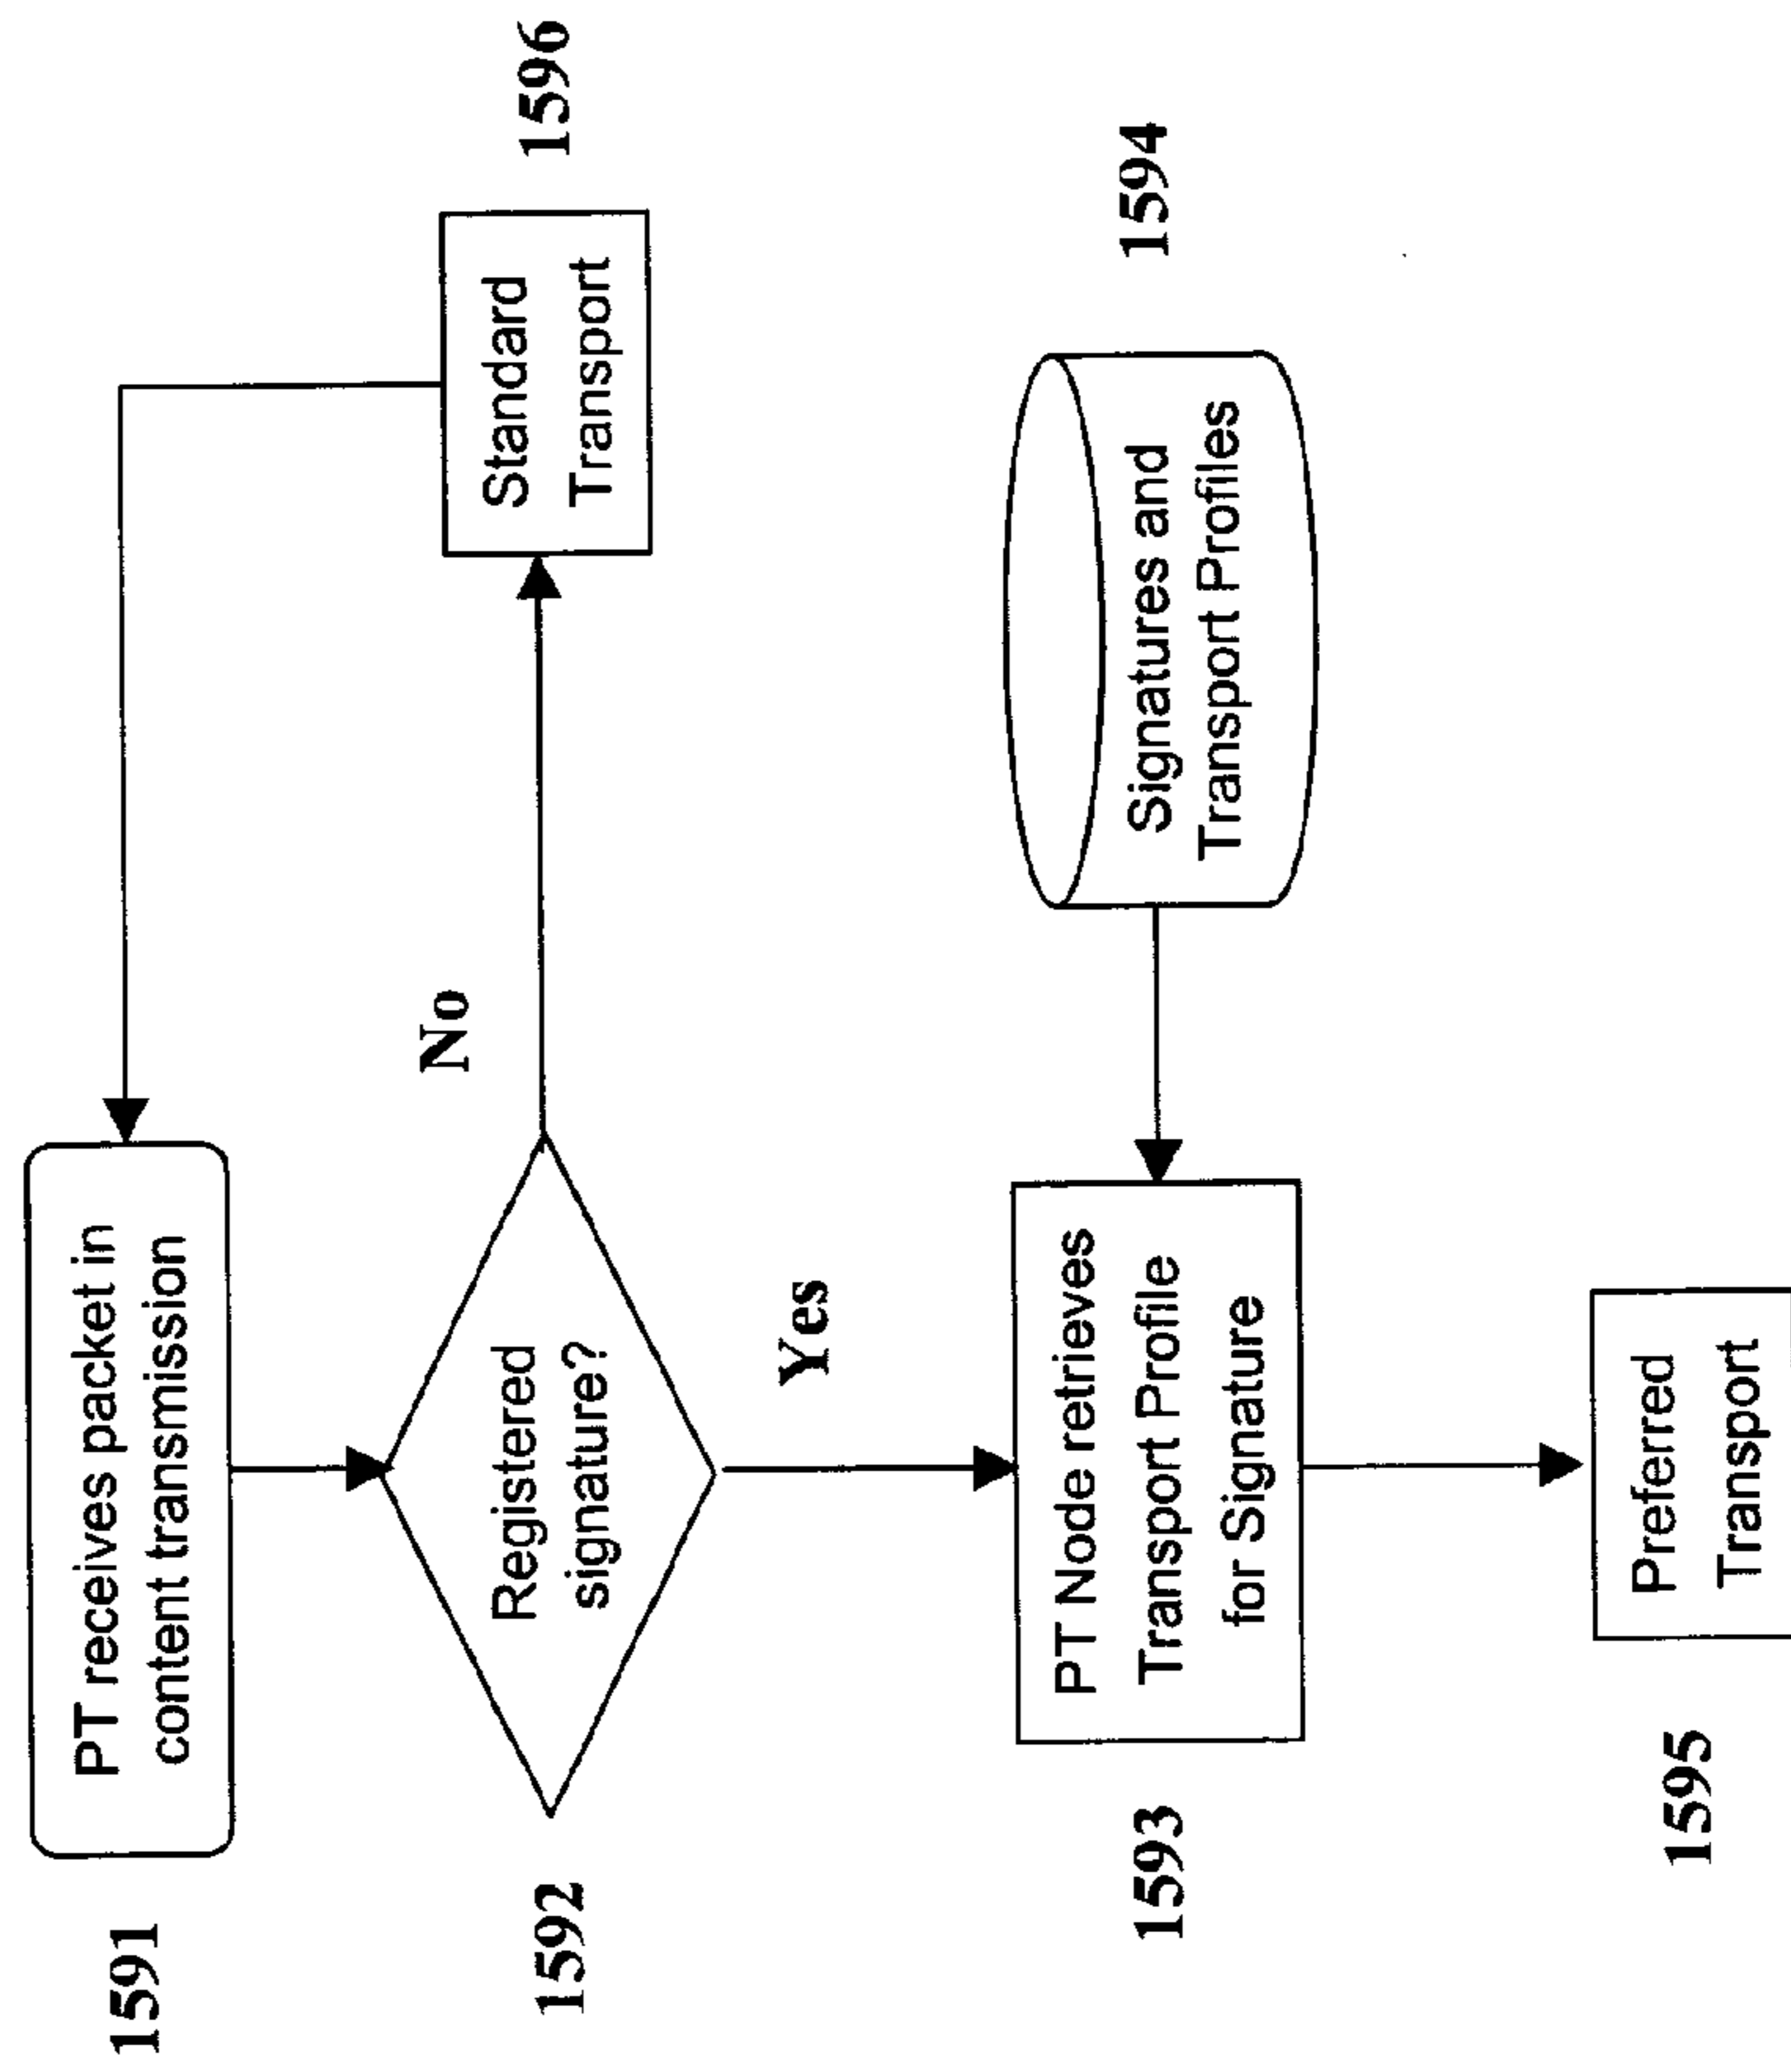 1591
PT receives packet in
content transmission
1592
Registered
signature?
No
Standard
Transport
1596
Yes
1593
PT Node retrieves
Transport Profile
for Signature
Signatures and
Transport Profiles
1594
1595
Preferred
Transport